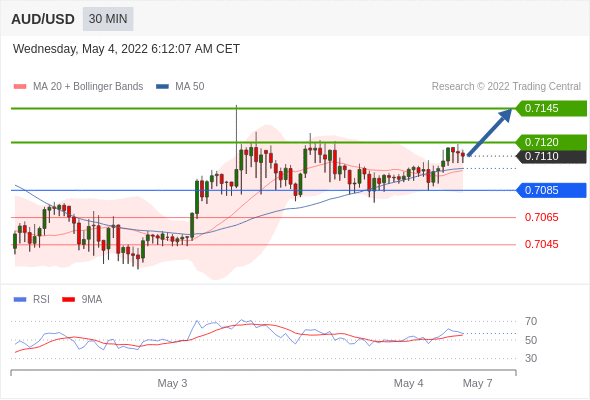 AUD/USD 30 MIN
Wednesday, May 4, 2022 6:12:07 AM CET
MA 20 + Bollinger Bands MA 50 Research © 2022 Trading Central
0.7145
0.7120
0.7110
0.7085
0.7065
0.7045
RSI 9MA
70
50
30
May 3 May 4 May 7